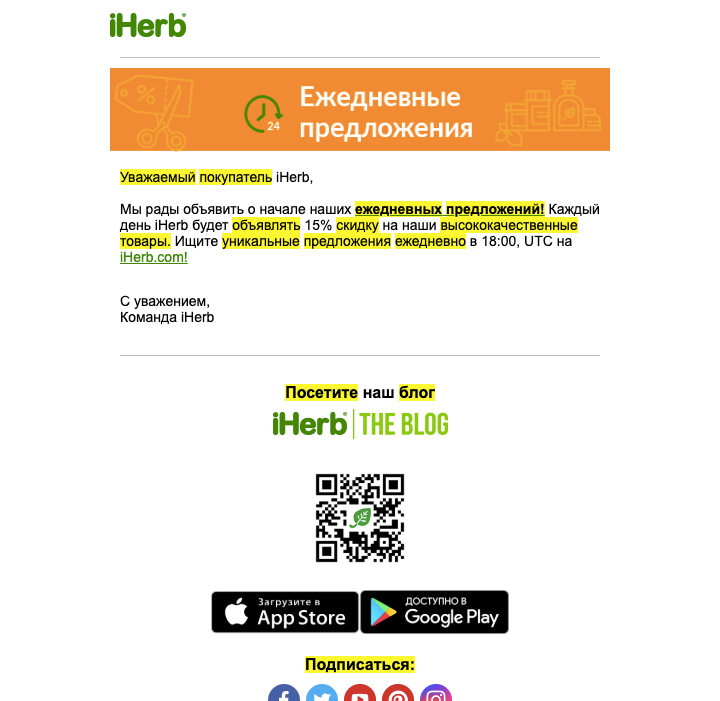 iHerb
24
Ежедневные
предложения
Уважаемый покупатель iHerb,
Мы рады объявить о начале наших ежедневных предложений! Каждый
день iHerb будет объявлять 15% скидку на наши высококачественные
товары. Ищите уникальные предложения ежедневно в 18:00, UTC на
iHerb.com!
С уважением,
Команда iHerb
Посетите наш блог
iHerb THE BLOG
Загрузите в
App Store
ДОСТУПНО В
Google Play
Подписаться: